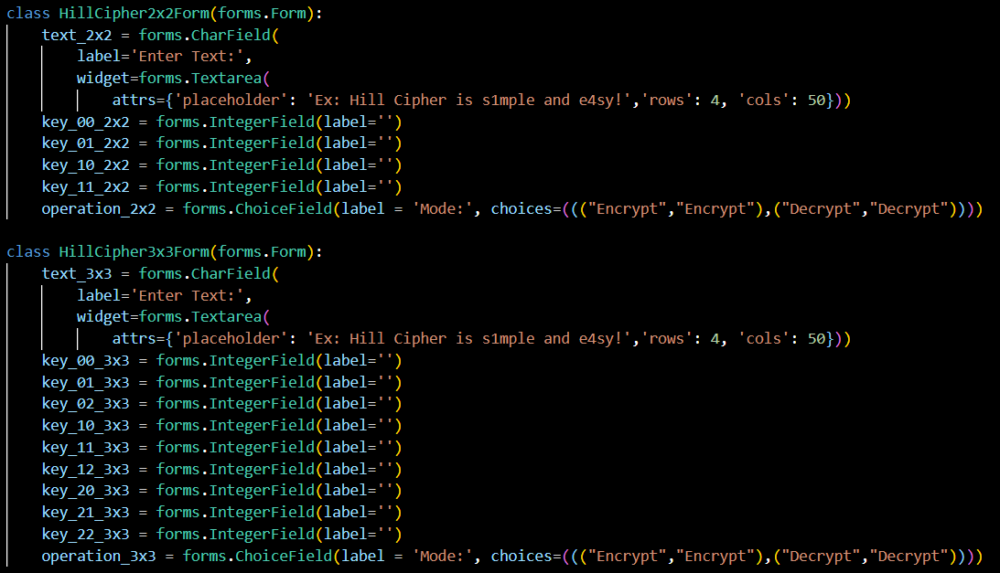 class HillCipher2x2Form(forms.Form):
    text_2x2 = forms.CharField(
        label='Enter Text:',
        widget=forms.Textarea(
            attrs={'placeholder': 'Ex: Hill Cipher is s1mple and e4sy!','rows': 4, 'cols': 50}))
    key_00_2x2 = forms.IntegerField(label='')
    key_01_2x2 = forms.IntegerField(label='')
    key_10_2x2 = forms.IntegerField(label='')
    key_11_2x2 = forms.IntegerField(label='')
    operation_2x2 = forms.ChoiceField(label = 'Mode:', choices=((("Encrypt","Encrypt"),("Decrypt","Decrypt"))))
class HillCipher3x3Form(forms.Form):
    text_3x3 = forms.CharField(
        label='Enter Text:',
        widget=forms.Textarea(
            attrs={'placeholder': 'Ex: Hill Cipher is s1mple and e4sy!','rows': 4, 'cols': 50}))
    key_00_3x3 = forms.IntegerField(label='')
    key_01_3x3 = forms.IntegerField(label='')
    key_02_3x3 = forms.IntegerField(label='')
    key_10_3x3 = forms.IntegerField(label='')
    key_11_3x3 = forms.IntegerField(label='')
    key_12_3x3 = forms.IntegerField(label='')
    key_20_3x3 = forms.IntegerField(label='')
    key_21_3x3 = forms.IntegerField(label='')
    key_22_3x3 = forms.IntegerField(label='')
    operation_3x3 = forms.ChoiceField(label = 'Mode:', choices=((("Encrypt","Encrypt"),("Decrypt","Decrypt"))))